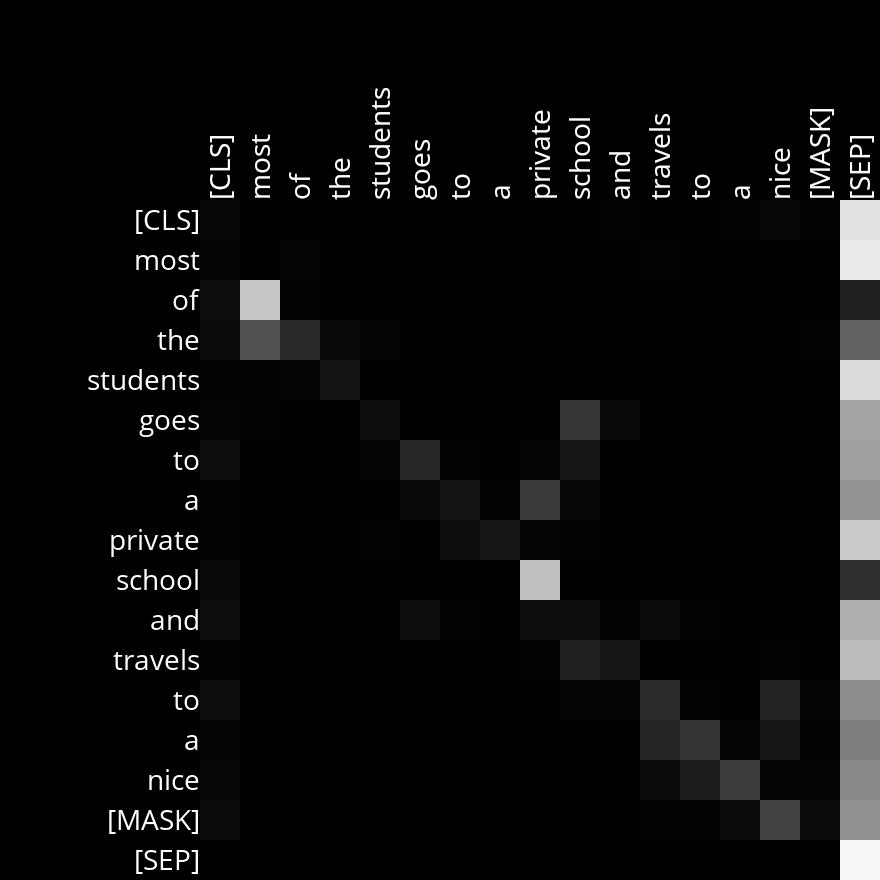 [CLS] most of the students goes to a private school and travels to a nice [MASK] [SEP]
[CLS]
most
of
the
students
goes
to
a
private
school
and
travels
to
a
nice
[MASK]
[SEP]